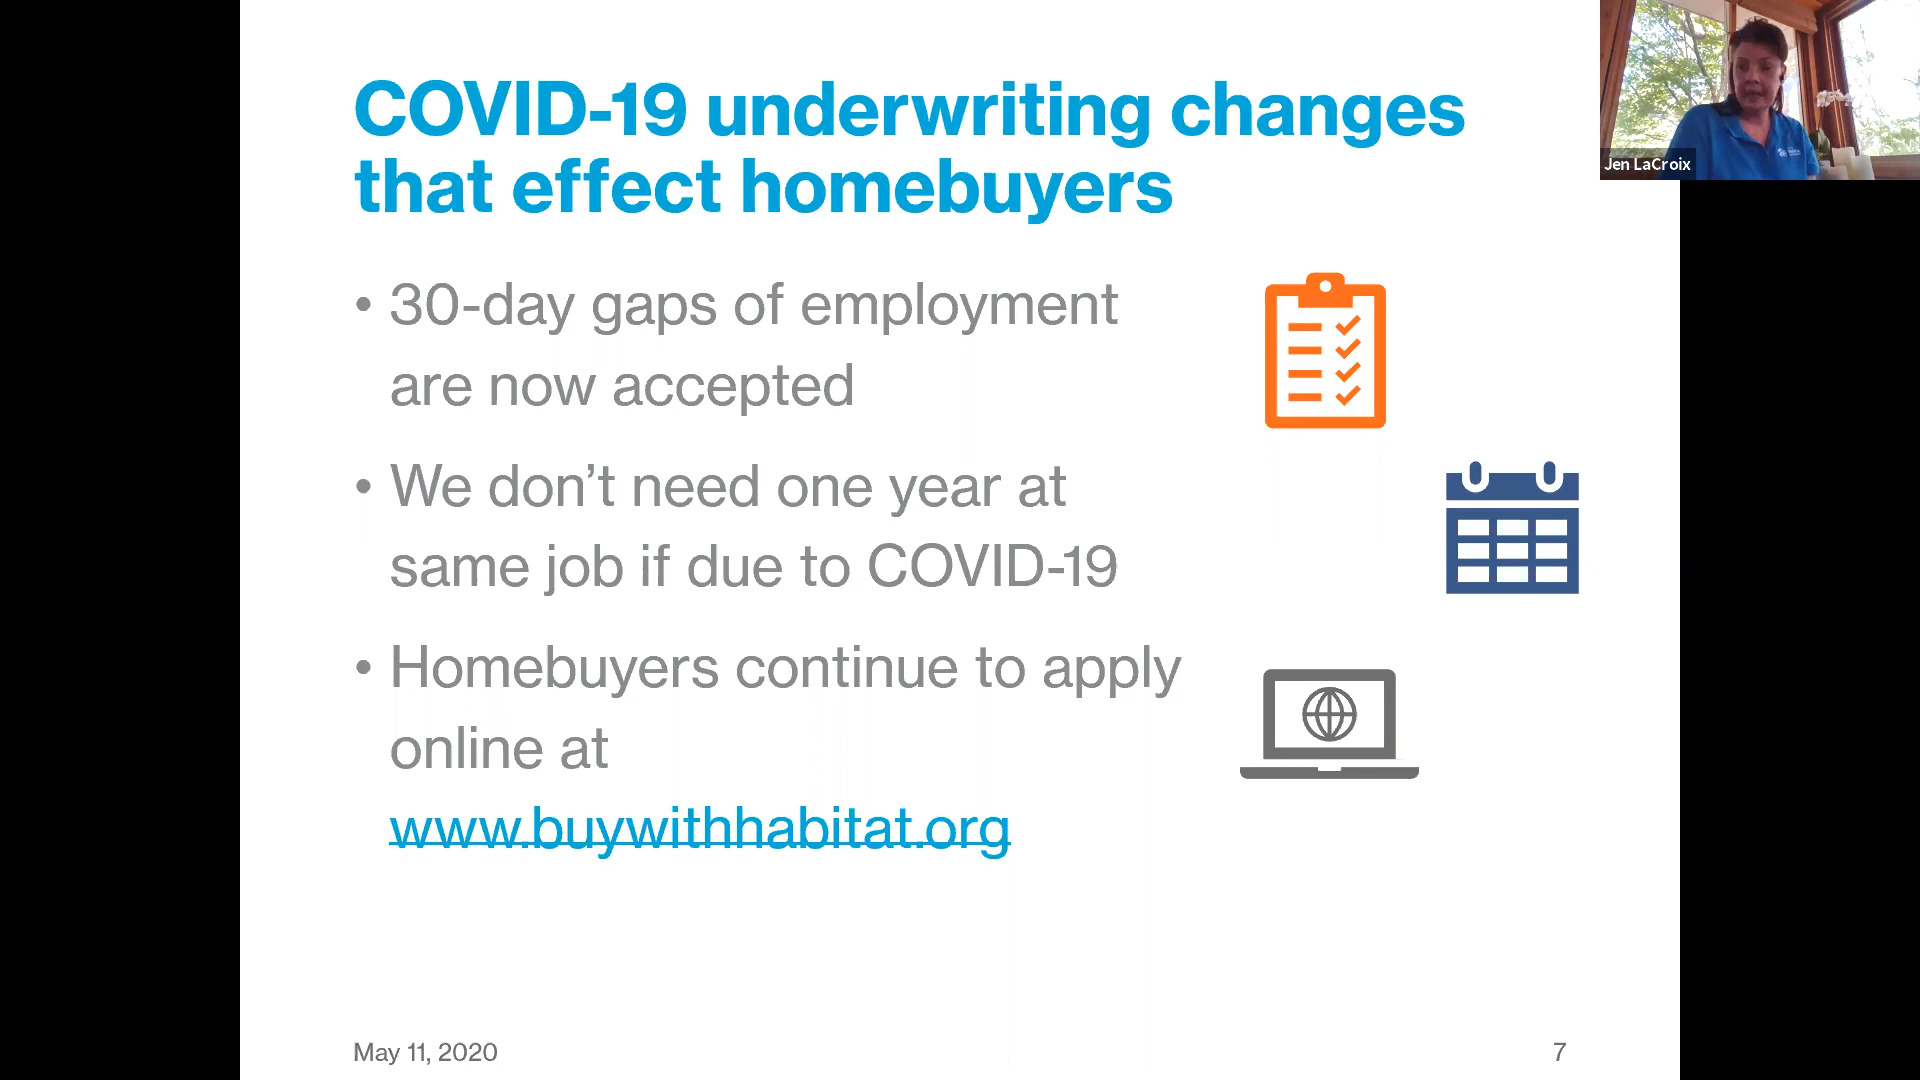 COVID-19 underwriting changes
that effect homebuyers
• 30-day gaps of employment
are now accepted
• We don’t need one year at
same job if due to COVID-19
• Homebuyers continue to apply
online at
www.buywithhabitat.org
May 11, 2020
7
Jen LaCroix